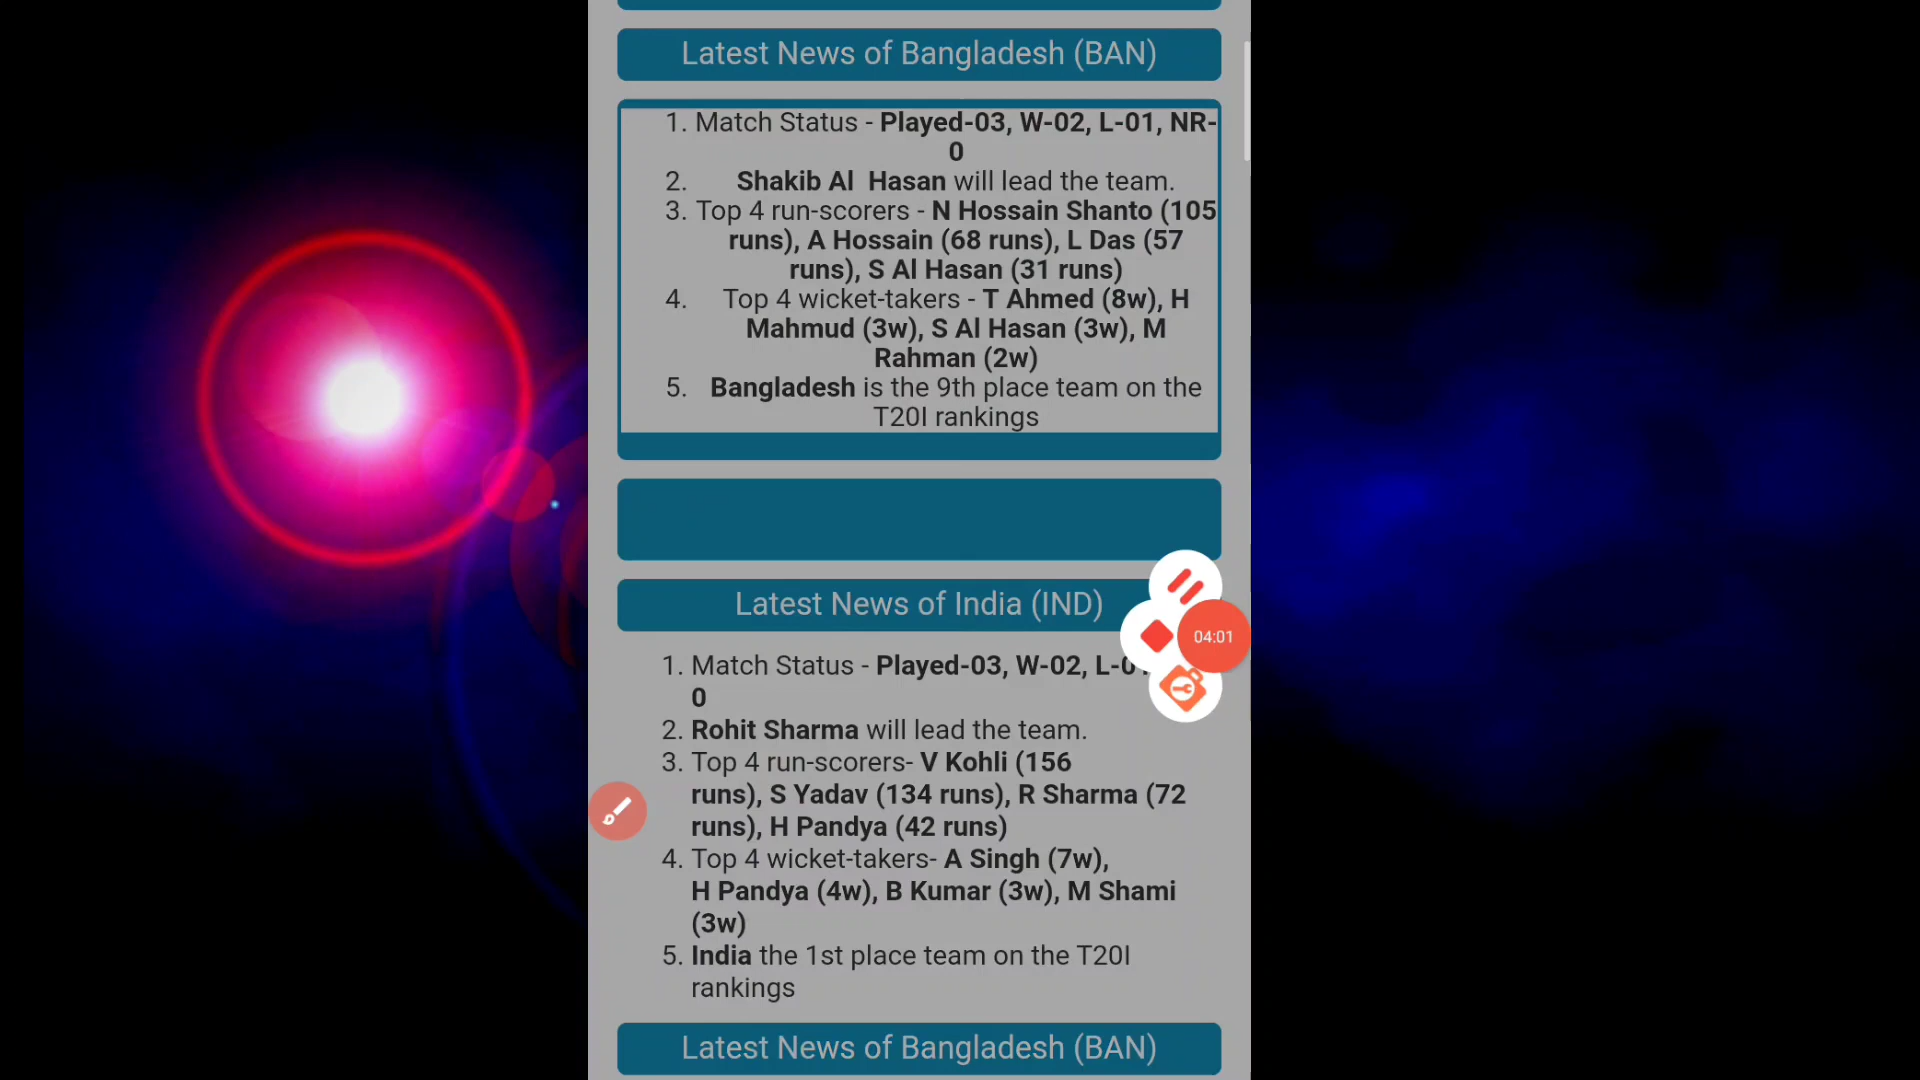 Latest News of Bangladesh (BAN)
1. Match Status - Played-03, W-02, L-01, NR-
0
2. Shakib Al Hasan will lead the team.
3. Top 4 run-scorers - N Hossain Shanto (105
runs), A Hossain (68 runs), L Das (57
runs), S Al Hasan (31 runs)
4. Top 4 wicket-takers - T Ahmed (8w), H
Mahmud (3w), S Al Hasan (3w), M
Rahman (2w)
5. Bangladesh is the 9th place team on the
T20I rankings
Latest News of India (IND)
04:01
1. Match Status - Played-03, W-02,
0
2. Rohit Sharma will lead the team.
3. Top 4 run-scorers- V Kohli (156
runs), S Yadav (134 runs), R Sharma (72
runs), H Pandya (42 runs)
4. Top 4 wicket-takers- A Singh (7w),
H Pandya (4w), B Kumar (3w), M Shami
(3w)
5. India the 1st place team on the T20I
rankings
Latest News of Bangladesh (BAN)